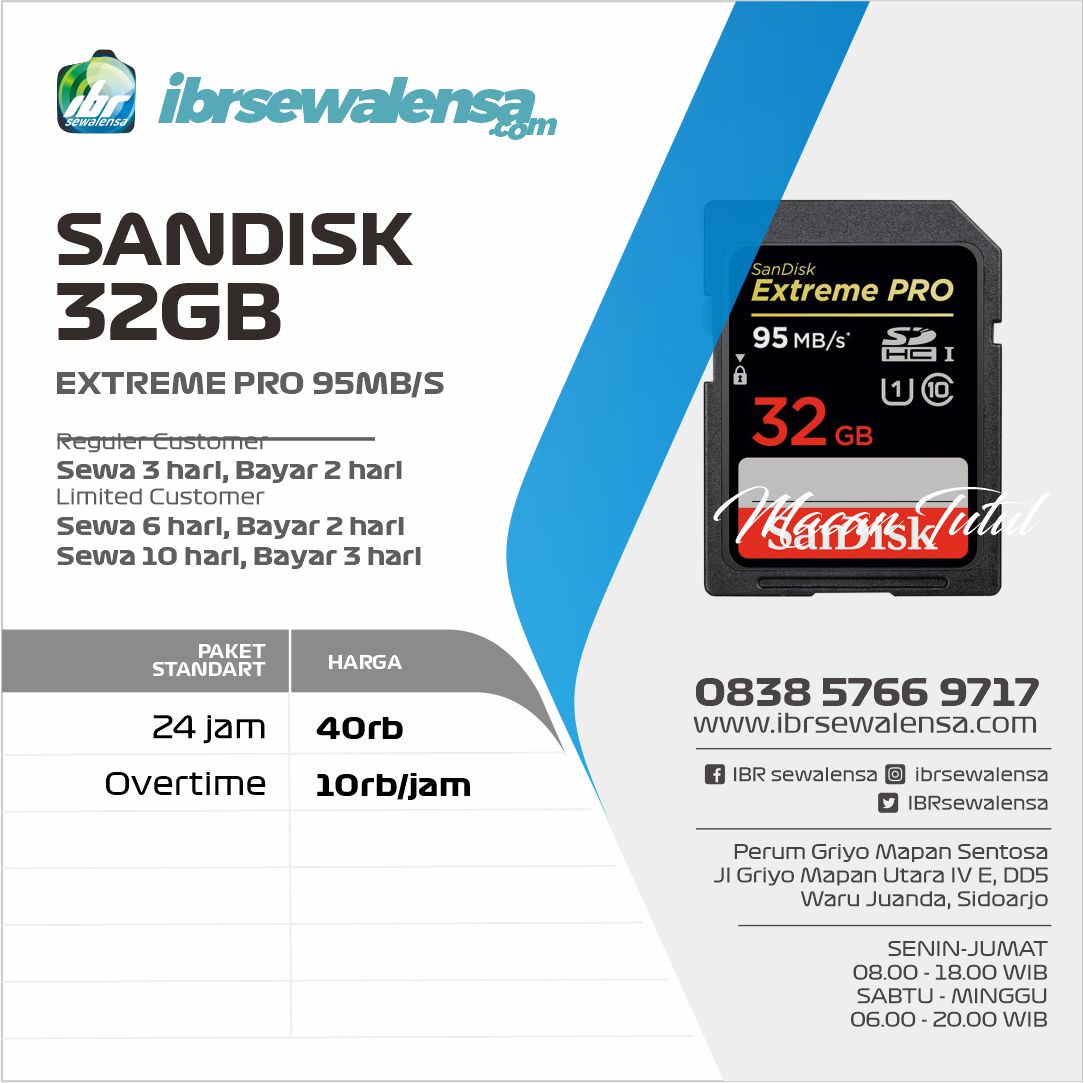 ibr
sewalensa
ibrsewalensa
.com
SANDISK
32GB
EXTREME PRO 95MB/S
Reguler Customer
Sewa 3 hari, Bayar 2 hari
Limited Customer
Sewa 6 hari, Bayar 2 hari
Sewa 10 hari, Bayar 3 hari
PAKET
STANDART
HARGA
24 jam 40rb
Overtime 10rb/jam
SanDisk
Extreme PRO
95 MB/s*
SD
HC I
1 10
32 GB
Macan Tutul
SanDisk
0838 5766 9717
www.ibrsewalensa.com
IBR sewalensa ibrsewalensa
IBRsewalensa
Perum Griyo Mapan Sentosa
Jl Griyo Mapan Utara IV E, DD5
Waru Juanda, Sidoarjo
SENIN-JUMAT
08.00 - 18.00 WIB
SABTU - MINGGU
06.00 - 20.00 WIB